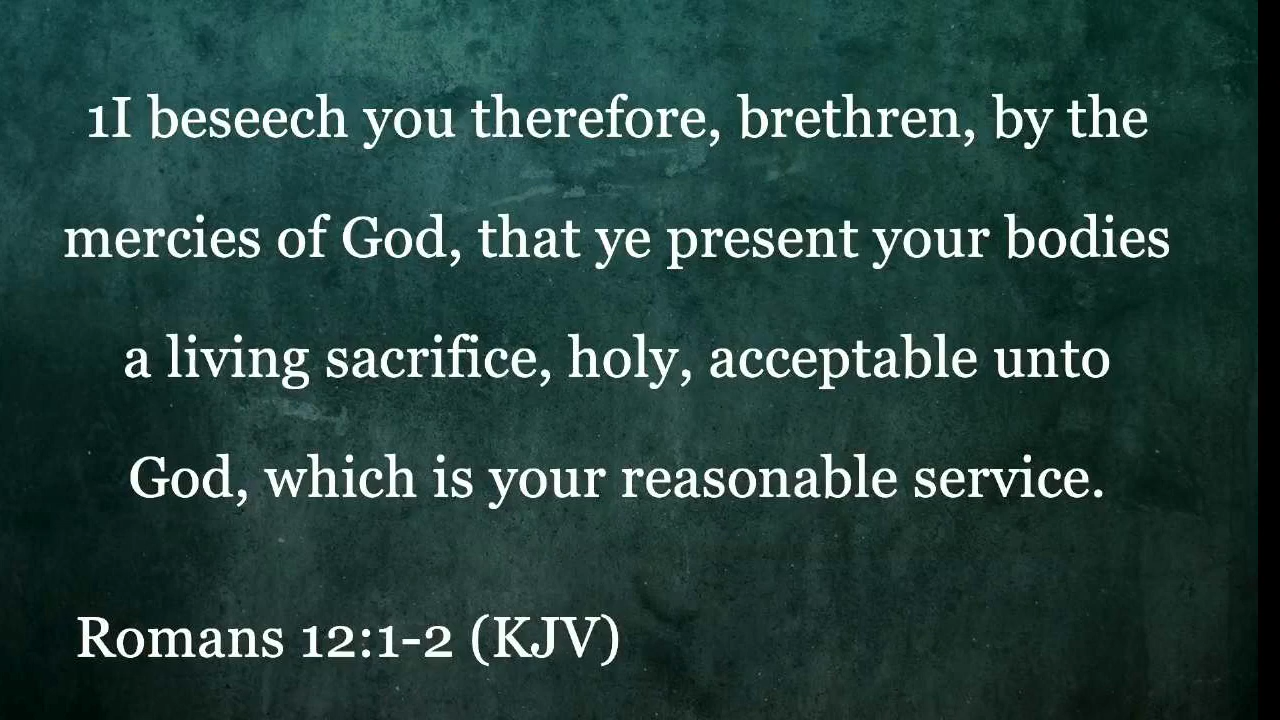 1I beseech you therefore, brethren, by the
mercies of God, that ye present your bodies
a living sacrifice, holy, acceptable unto
God, which is your reasonable service.
Romans 12:1-2 (KJV)